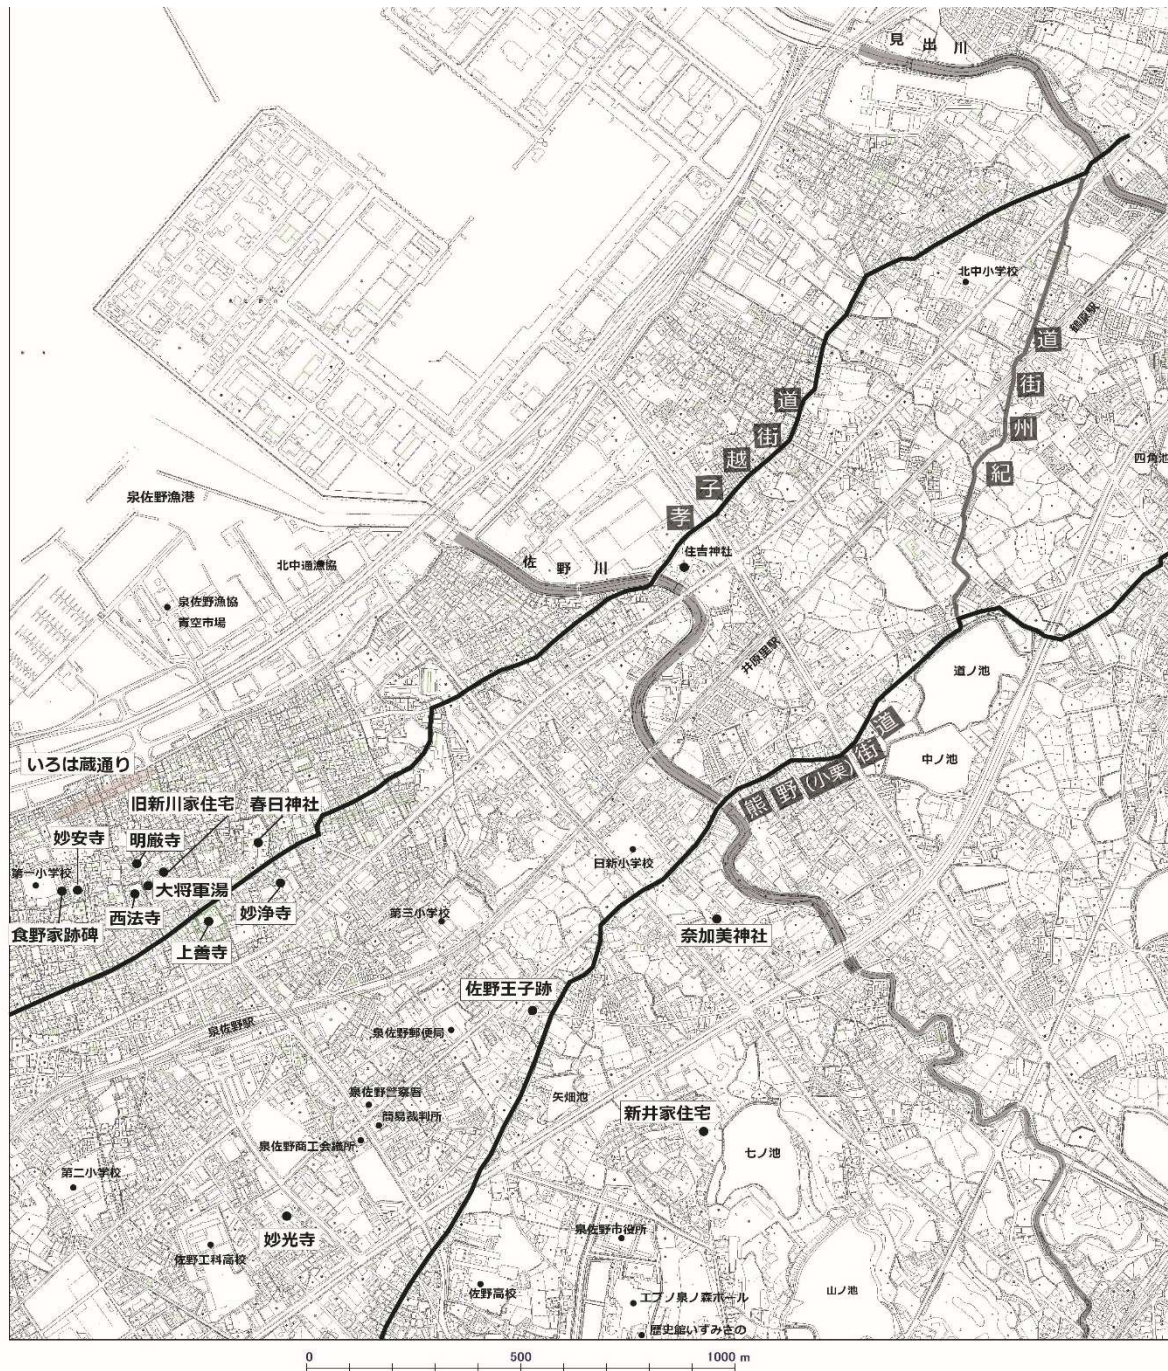 見出川
北中小学校
鶴原駅
紀州街道
孝子越街道
四角池
泉佐野漁港
佐野川
住吉神社
北中通漁協
泉佐野漁協
青空市場
井原里駅
道ノ池
中ノ池
熊野(小栗)街道
いろは蔵通り
旧新川家住宅
春日神社
妙安寺
明厳寺
第一小学校
大将軍湯
西法寺
妙浄寺
食野家跡碑
上善寺
日新小学校
第三小学校
奈加美神社
佐野王子跡
泉佐野駅
泉佐野郵便局
矢畑池
泉佐野警察署
簡易裁判所
新井家住宅
泉佐野商工会議所
七ノ池
第二小学校
妙光寺
泉佐野市役所
佐野工科高校
佐野高校
エブノ泉ノ森ホール
山ノ池
歴史館いずみさの
0 500 1000 m